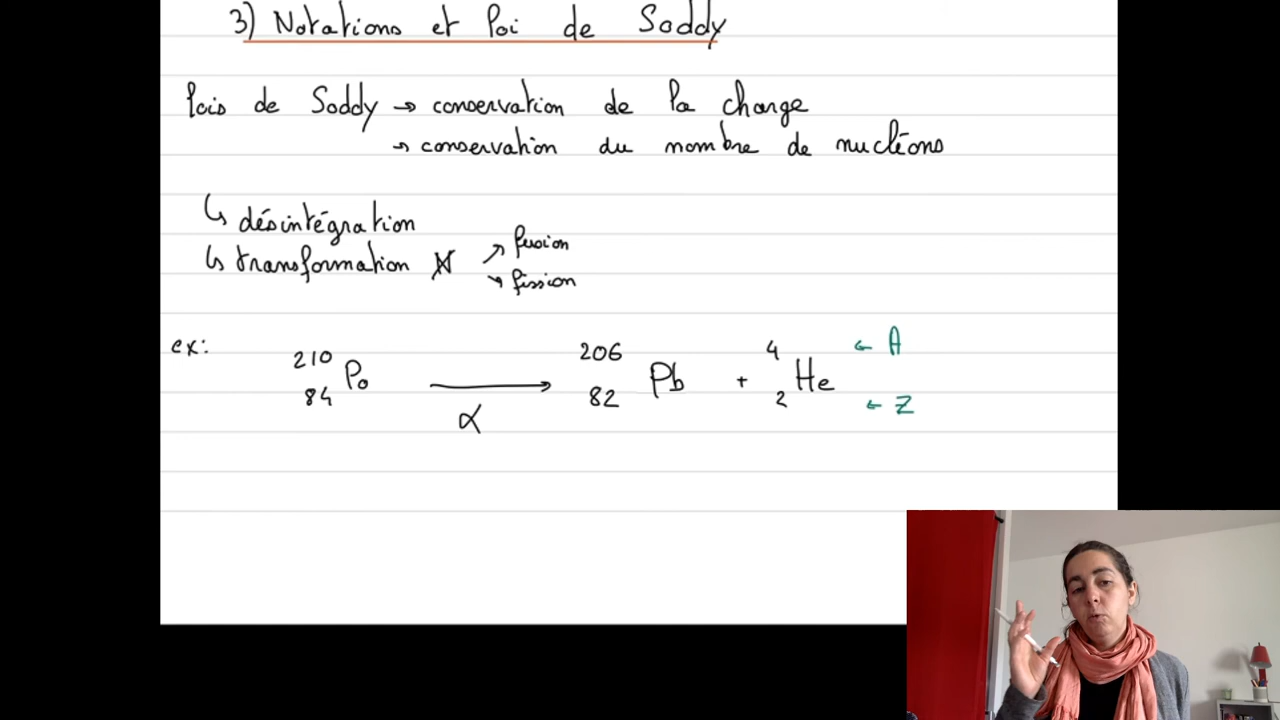 3) Notations et loi de Soddy
lois de Soddy → conservation de la charge
→ conservation du nombre de nucléons
↳ désintégration
↳ transformation → fusion
→ fission
ex: 210 84 Po → α 206 82 Pb + 4 2 He ← A ← Z